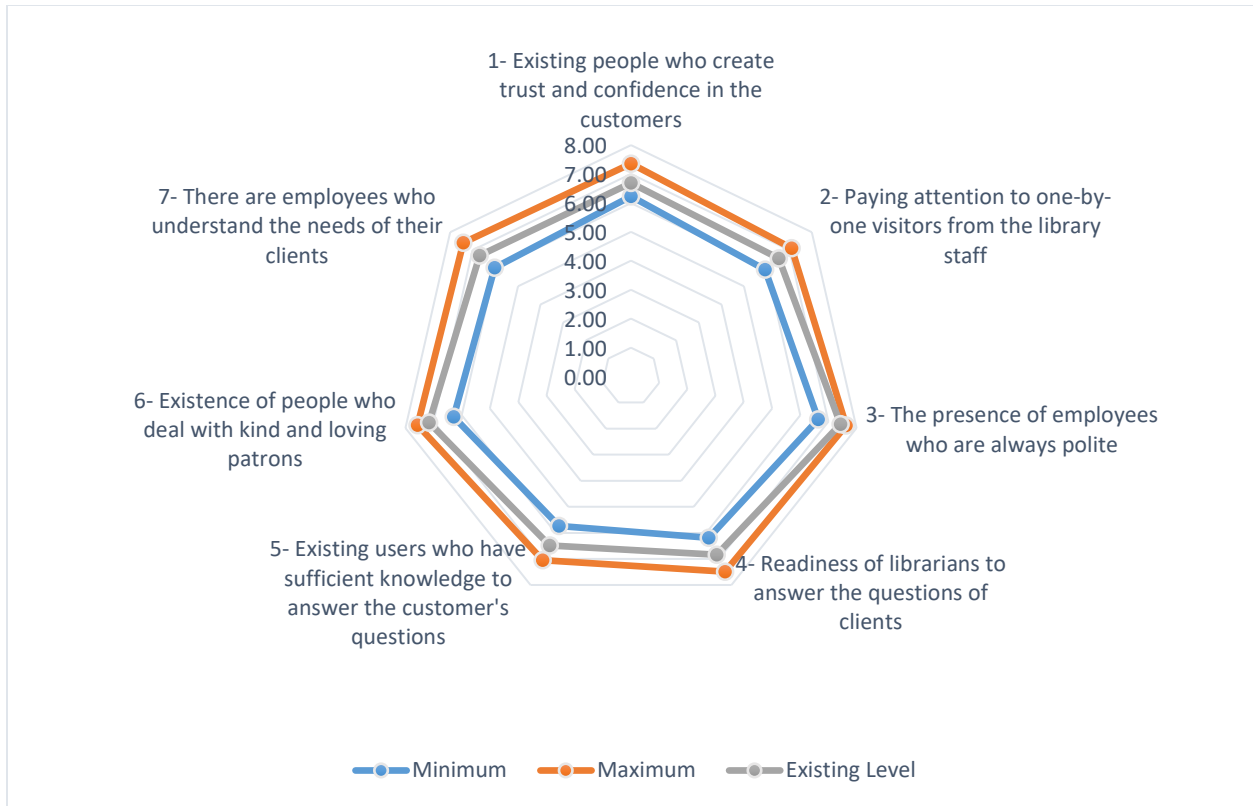 1- Existing people who create
trust and confidence in the
customers
8.00
7.00
6.00
5.00
4.00
3.00
2.00
1.00
0.00
2- Paying attention to one-by-
one visitors from the library
staff
3- The presence of employees
who are always polite
4- Readiness of librarians to
answer the questions of
clients
5- Existing users who have
sufficient knowledge to
answer the customer's
questions
6- Existence of people who
deal with kind and loving
patrons
7- There are employees who
understand the needs of their
clients
Minimum
Maximum
Existing Level